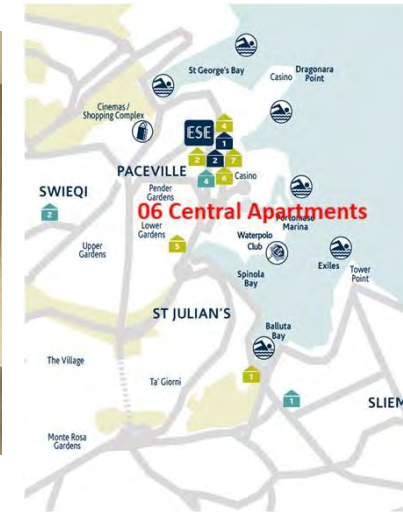 St George's Bay
Casino
Dragonara
Point
Cinemas /
Shopping Complex
ESE
4
1
2
2
7
4
6
Casino
PACEVILLE
SWIEQI
2
Pender
Gardens
06 Central Apartments
Portomaso
Marina
Lower
Gardens
5
Upper
Gardens
Waterpolo
Club
Exiles
Tower
Point
Spinola
Bay
ST JULIAN'S
Balluta
Bay
The Village
Ta' Giorni
1
1
SLIEM
Monte Rosa
Gardens